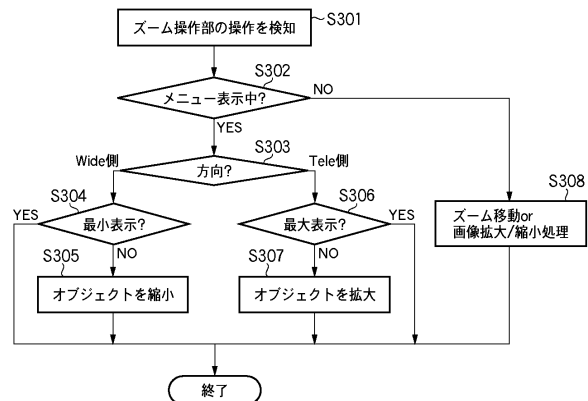 ズーム操作部の操作を検知
S301
S302
メニュー表示中?
NO
YES
S303
Wide側
方向?
Tele側
S304
S306
S308
YES
最小表示?
最大表示?
YES
ズーム移動or
画像拡大/縮小処理
S305
NO
S307
NO
オブジェクトを縮小
オブジェクトを拡大
終了